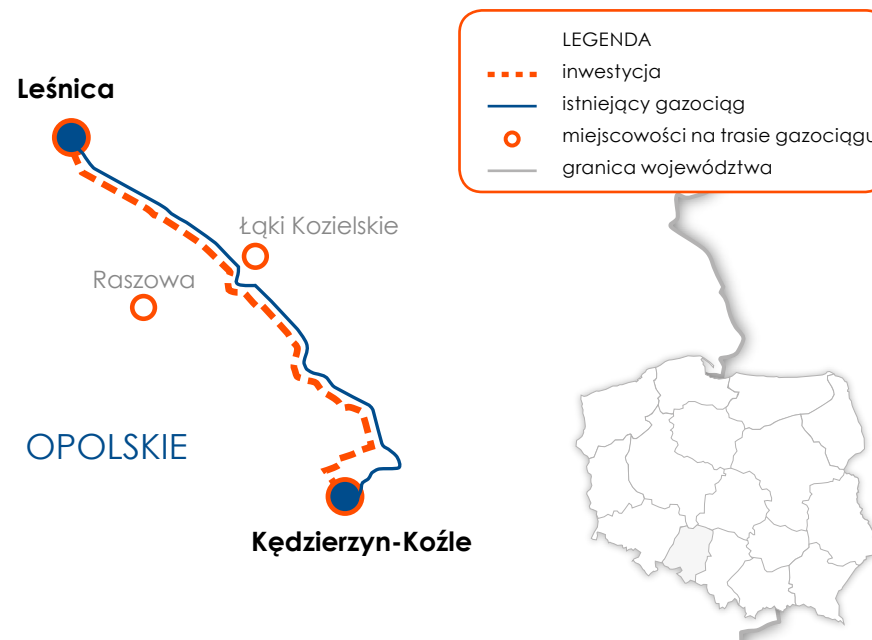 LEGENDA
inwestycja
istniejący gazociąg
miejscowości na trasie gazociągu
granica województwa
Leśnica
Łąki Kozielskie
Raszowa
OPOLSKIE
Kędzierzyn-Koźle